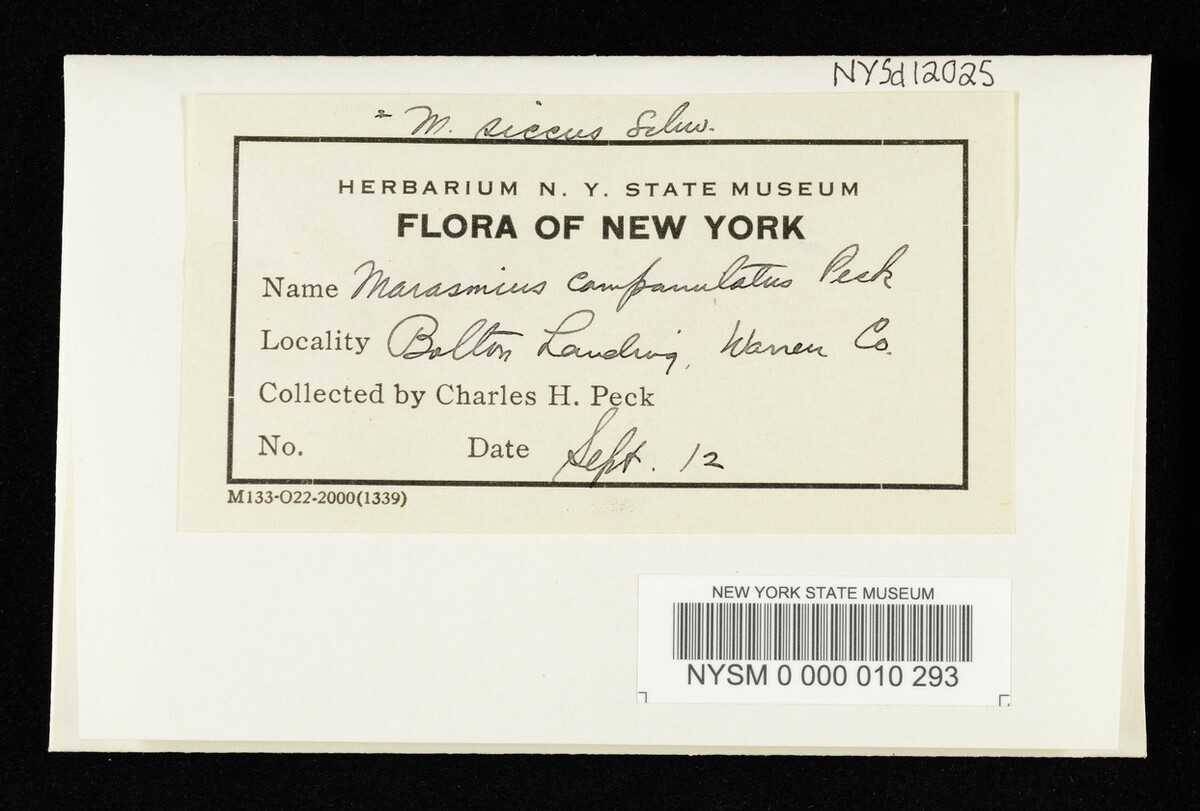 NYSd12025
= M. siccus Schw.
HERBARIUM N. Y. STATE MUSEUM
FLORA OF NEW YORK
Name Marasmius campanulatus Peck
Locality Bolton Landing, Warren Co.
Collected by Charles H. Peck
No. Date Sept. 12
M133-O22-2000(1339)
NEW YORK STATE MUSEUM
NYSM 0 000 010 293